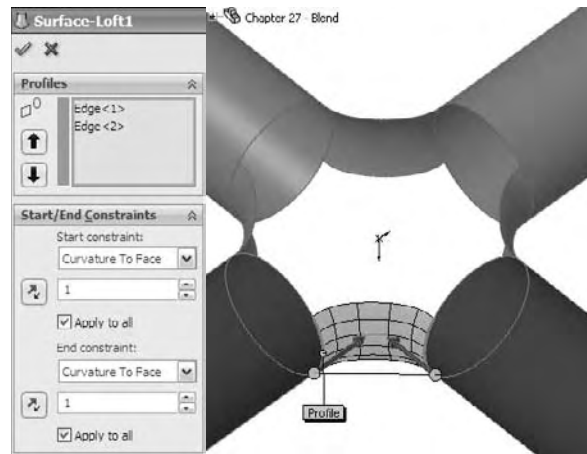 Surface-Loft1
Profiles
Edge<1>
Edge<2>
Start/End Constraints
Start constraint:
Curvature To Face
1
Apply to all
End constraint:
Curvature To Face
1
Apply to all
Chapter 27 - Blend
Profile